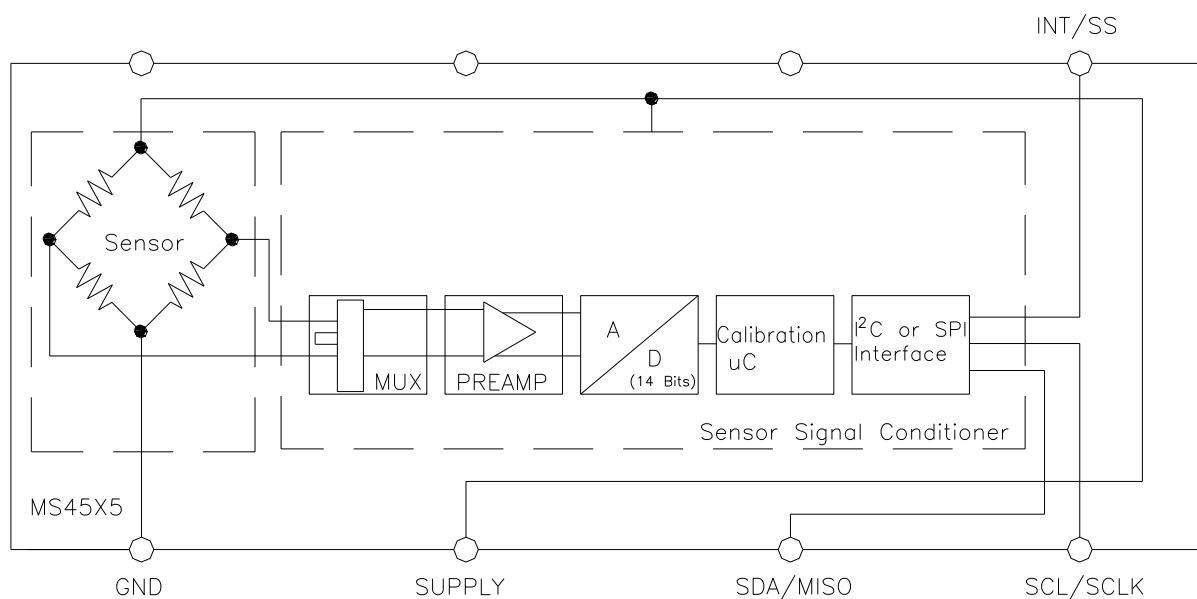 INT/SS
Sensor
MUX
PREAMP
A
D
(14 Bits)
Calibration
uC
I²C or SPI
Interface
Sensor Signal Conditioner
MS45X5
GND
SUPPLY
SDA/MISO
SCL/SCLK